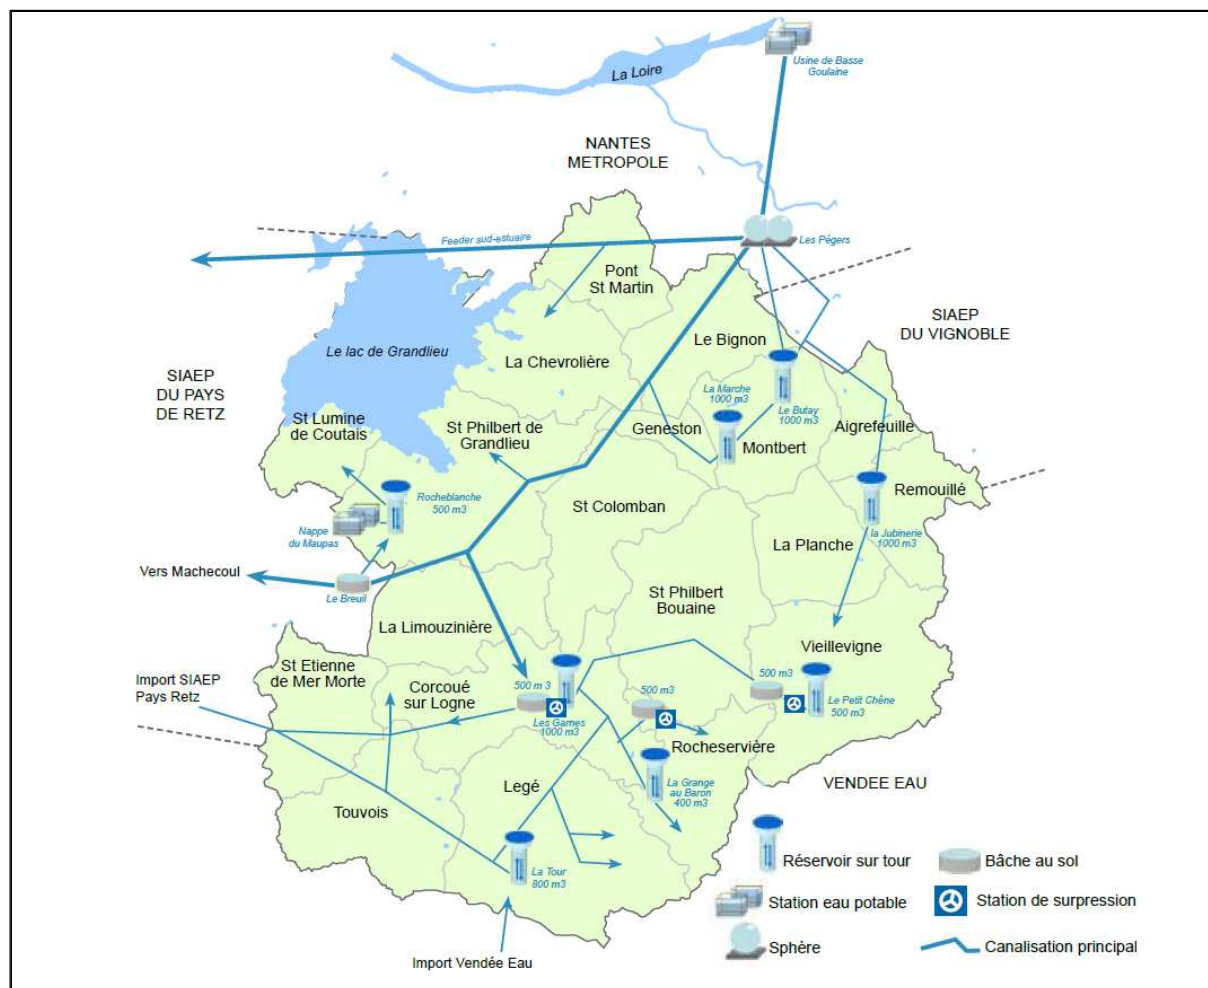 La Loire
Usine de Basse
Goulaine
NANTES
METROPOLE
Feeder sud-estuaire
Les Pégers
Pont
St Martin
SIAEP
DU VIGNOBLE
Le Bignon
Le lac de Grandlieu
La Chevrolière
SIAEP
DU PAYS
DE RETZ
La Marche
1000 m3
Le Butay
1000 m3
St Lumine
de Coutais
St Philbert de
Grandlieu
Geneston
Montbert
Aigrefeuille
Remouillé
Rocheblanche
500 m3
St Colomban
Nappe
du Maupas
la Jubinerie
1000 m3
La Planche
Vers Machecoul
Le Breuil
St Philbert
Bouaine
La Limouzinière
Vieillevigne
St Etienne
de Mer Morte
Import SIAEP
Pays Retz
Corcoué
sur Logne
500 m 3
500 m3
500 m3
Le Petit Chêne
500 m3
Les Games
1000 m3
Rocheservière
VENDEE EAU
Legé
La Grange
au Baron
400 m3
Touvois
La Tour
800 m3
Import Vendée Eau
Réservoir sur tour
Bâche au sol
Station eau potable
Station de surpression
Sphère
Canalisation principal